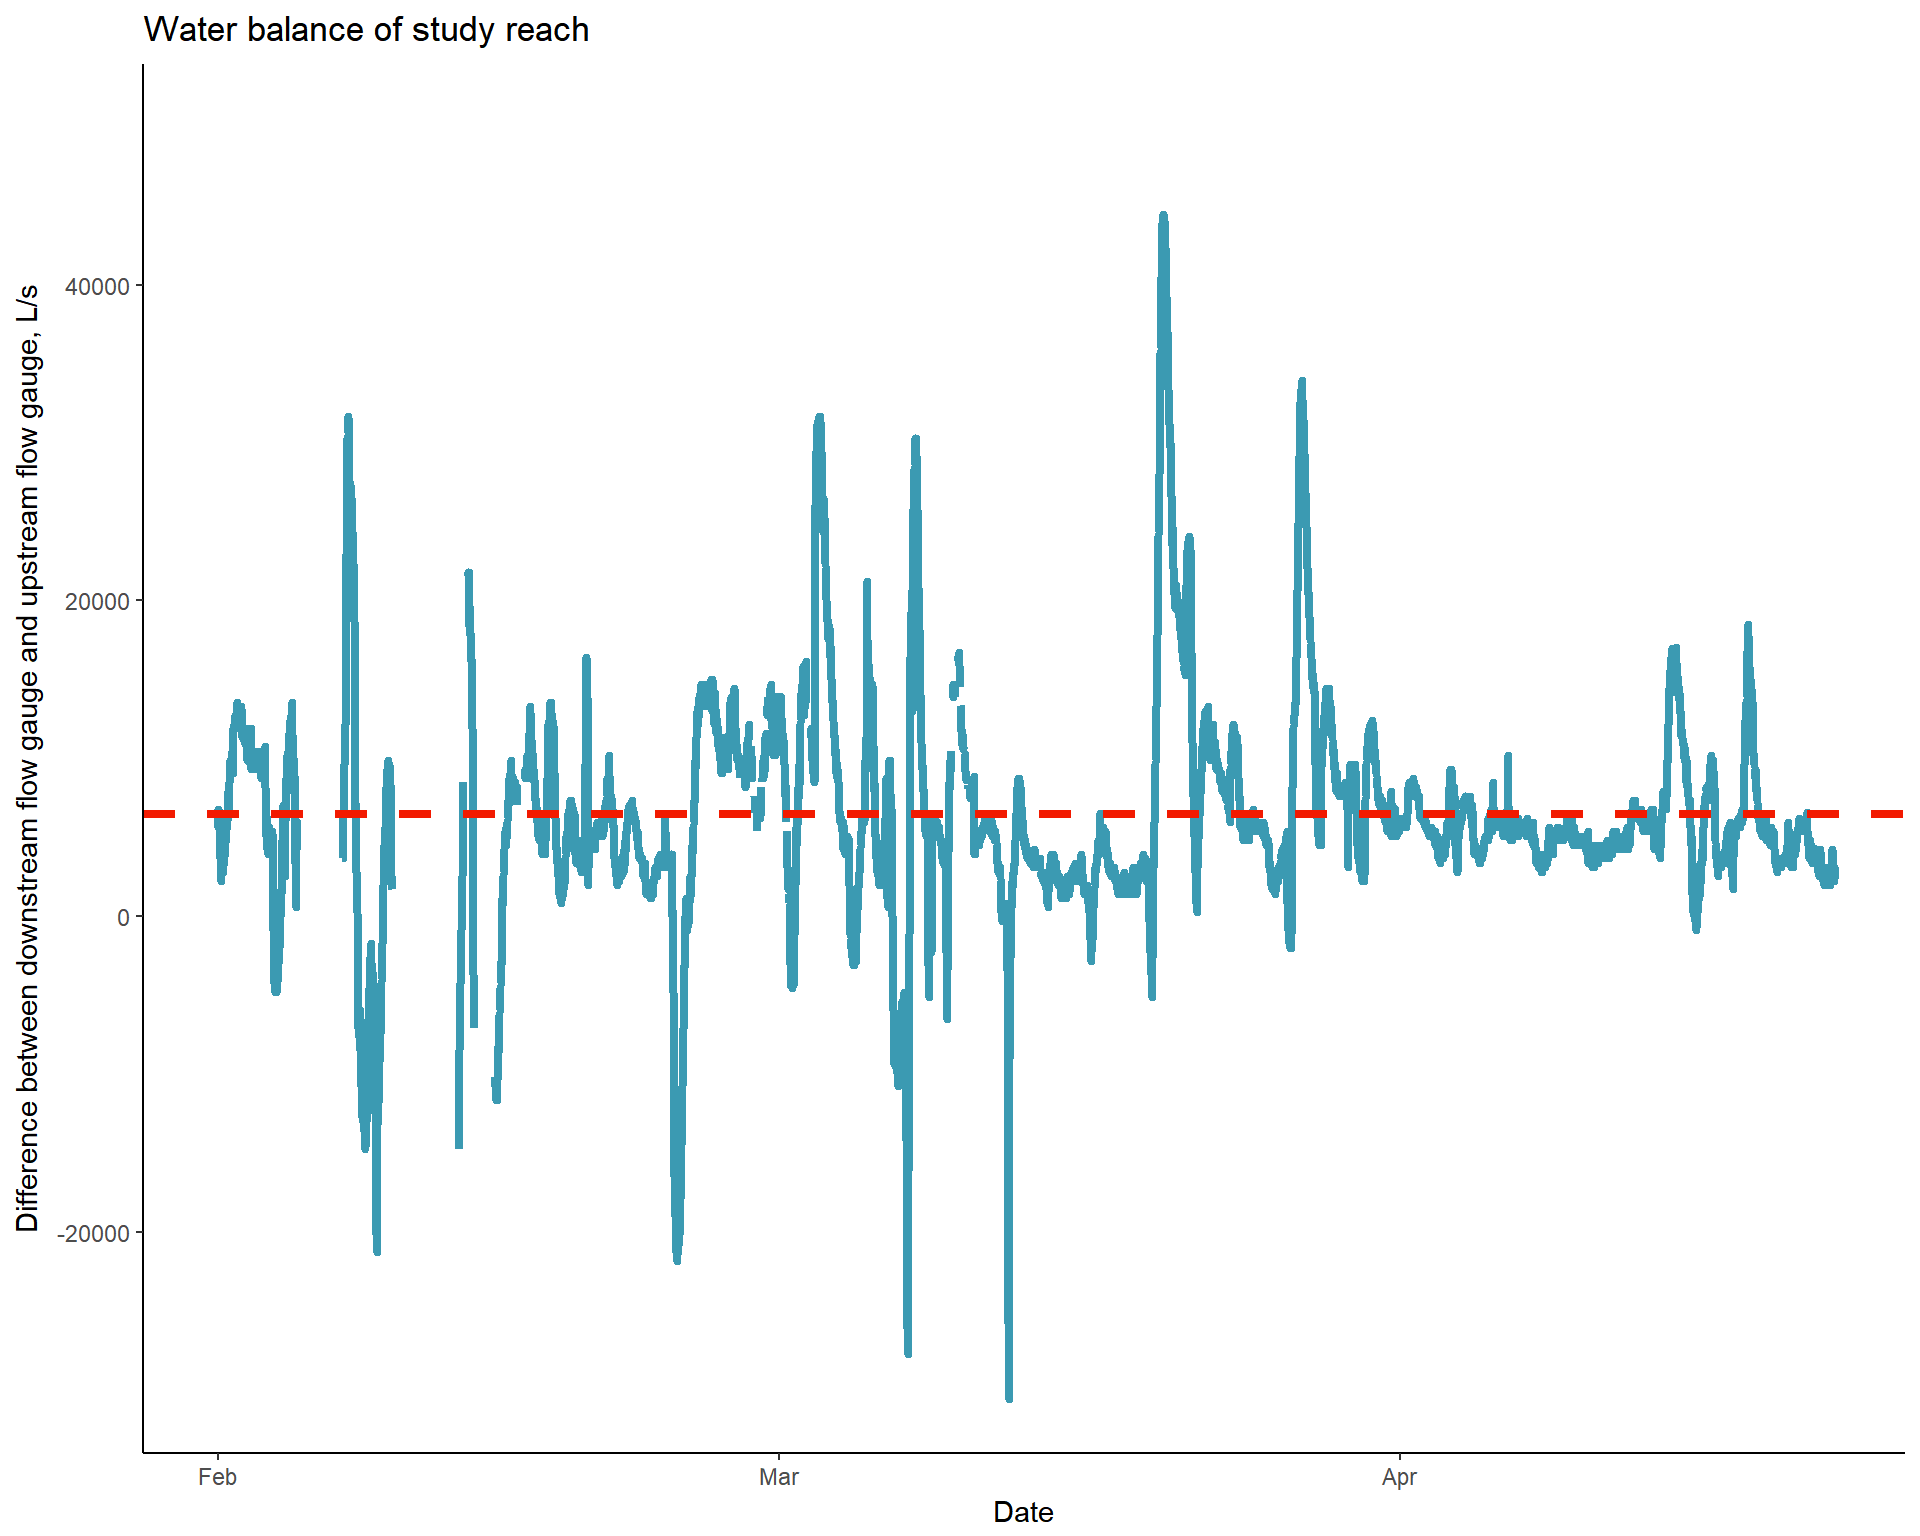 Water balance of study reach
Difference between downstream flow gauge and upstream flow gauge, L/s
40000
20000
0
-20000
Feb
Mar
Apr
Date